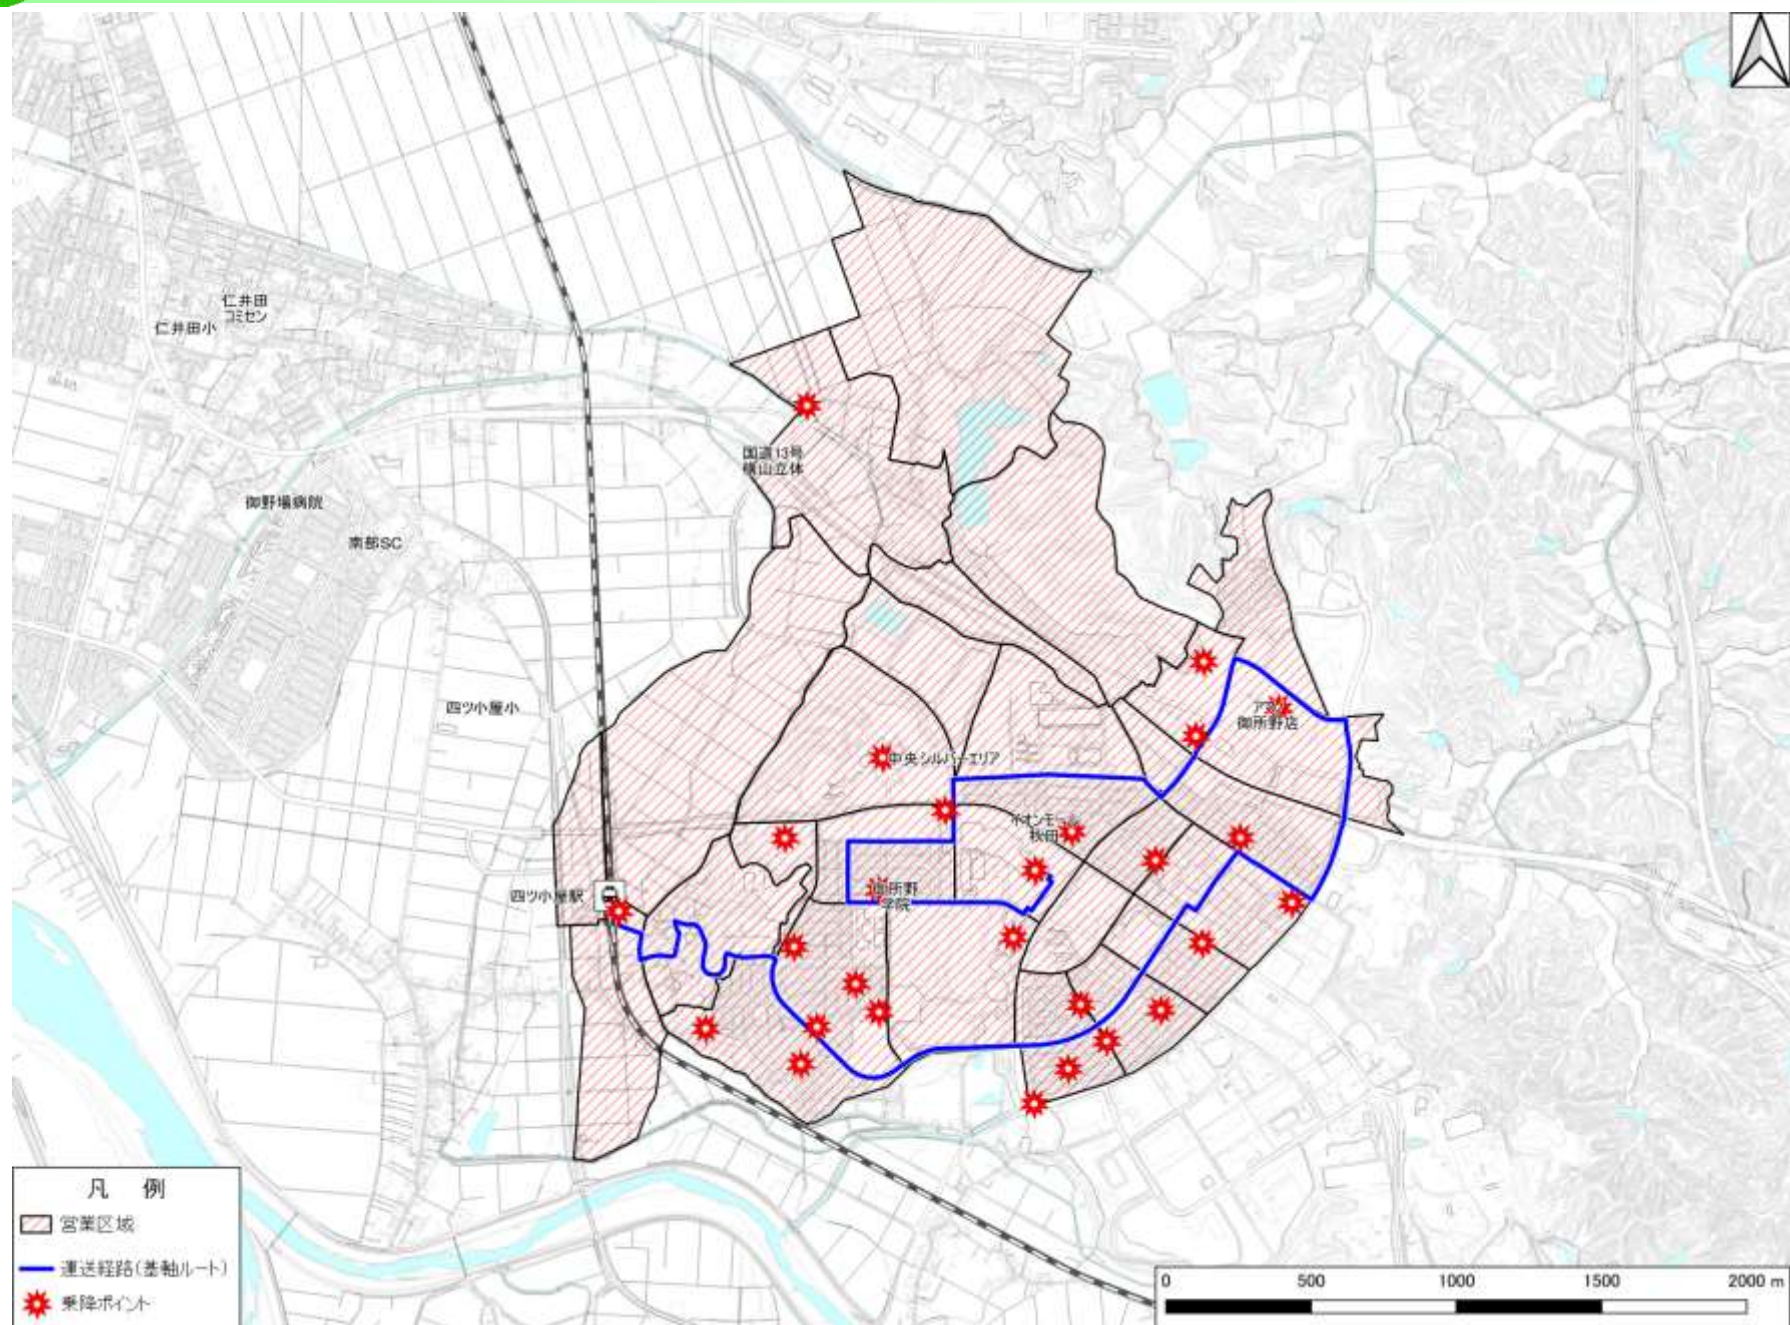 仁井田
コミセン
仁井田小
国道13号
横山立体
御野場病院
南部SC
四ツ小屋小
御所野店
中央シルバーエリア
イオンモール
秋田
四ツ小屋駅
御所野
学院
凡 例
営業区域
運送経路(基軸ルート)
乗降ポイント
0 500 1000 1500 2000 m